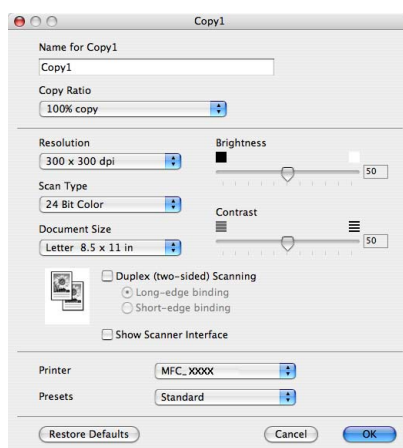 Copy1
Name for Copy1
Copy1
Copy Ratio
100% copy
Resolution
300 x 300 dpi
Scan Type
24 Bit Color
Document Size
Letter 8.5 x 11 in
Brightness
50
Contrast
50
Duplex (two-sided) Scanning
Long-edge binding
Short-edge binding
Show Scanner Interface
Printer MFC_XXXX
Presets Standard
Restore Defaults Cancel OK